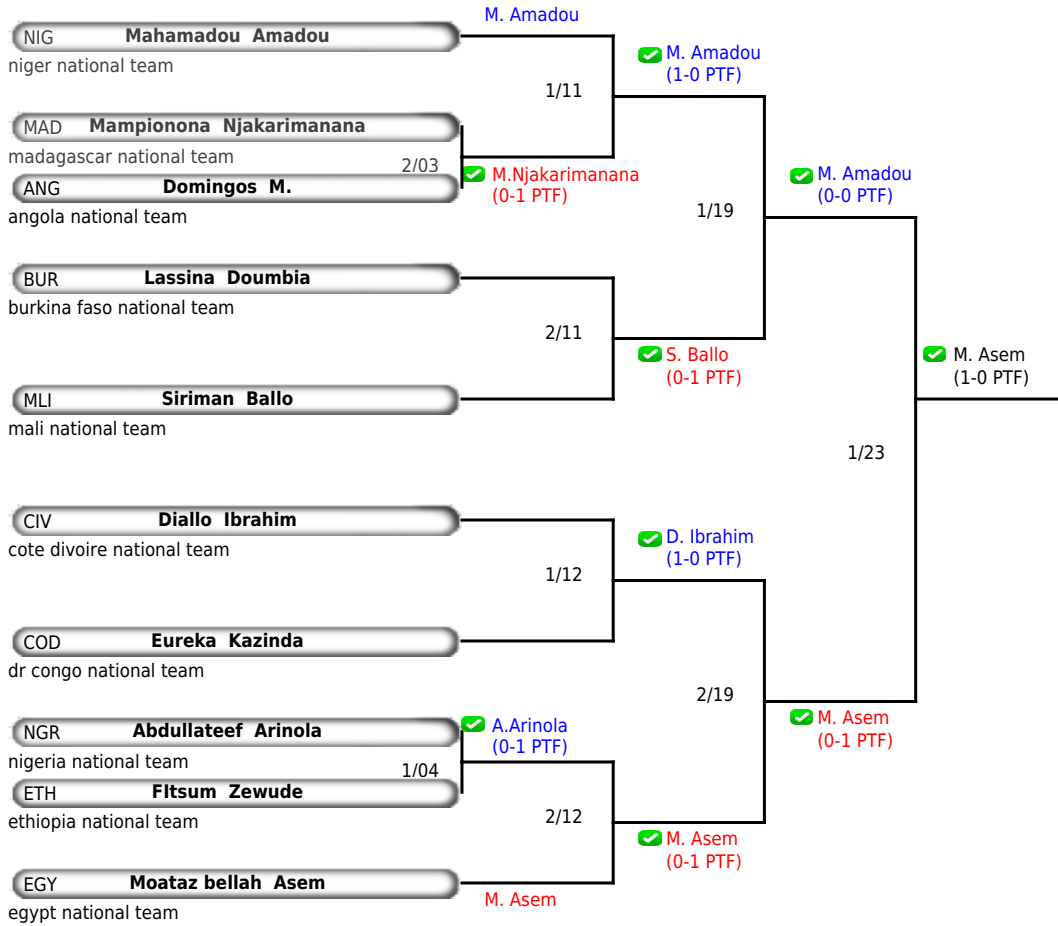 M. Amadou
NIG Mahamadou Amadou
niger national team
M. Amadou
(1-0 PTF)
1/11
MAD Mampionona Njakarimanana
madagascar national team
2/03
M.Njakarimanana
(0-1 PTF)
ANG Domingos M.
angola national team
M. Amadou
(0-0 PTF)
1/19
BUR Lassina Doumbia
burkina faso national team
2/11
S. Ballo
(0-1 PTF)
MLI Siriman Ballo
mali national team
M. Asem
(1-0 PTF)
1/23
CIV Diallo Ibrahim
cote divoire national team
D. Ibrahim
(1-0 PTF)
1/12
COD Eureka Kazinda
dr congo national team
2/19
M. Asem
(0-1 PTF)
NGR Abdullateef Arinola
nigeria national team
A.Arinola
(0-1 PTF)
1/04
ETH FItsum Zewude
ethiopia national team
2/12
M. Asem
(0-1 PTF)
EGY Moataz bellah Asem
egypt national team
M. Asem